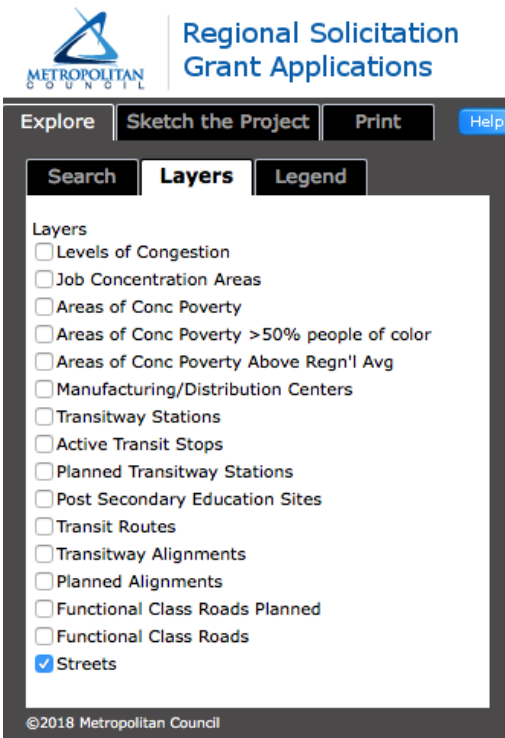 Regional Solicitation
Grant Applications
METROPOLITAN
COUNCIL
Explore Sketch the Project Print Help
Search Layers Legend
Layers
Levels of Congestion
Job Concentration Areas
Areas of Conc Poverty
Areas of Conc Poverty >50% people of color
Areas of Conc Poverty Above Regn'l Avg
Manufacturing/Distribution Centers
Transitway Stations
Active Transit Stops
Planned Transitway Stations
Post Secondary Education Sites
Transit Routes
Transitway Alignments
Planned Alignments
Functional Class Roads Planned
Functional Class Roads
Streets
©2018 Metropolitan Council